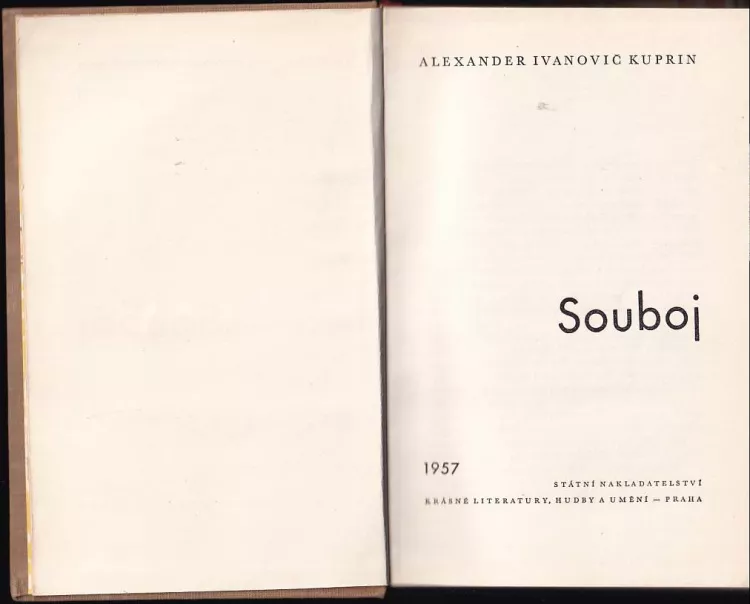 ALEXANDER IVANOVIČ KUPRIN
Souboj
1957
STÁTNÍ NAKLADATELSTVÍ
KRÁSNÉ LITERATURY, HUDBY A UMĚNÍ — PRAHA